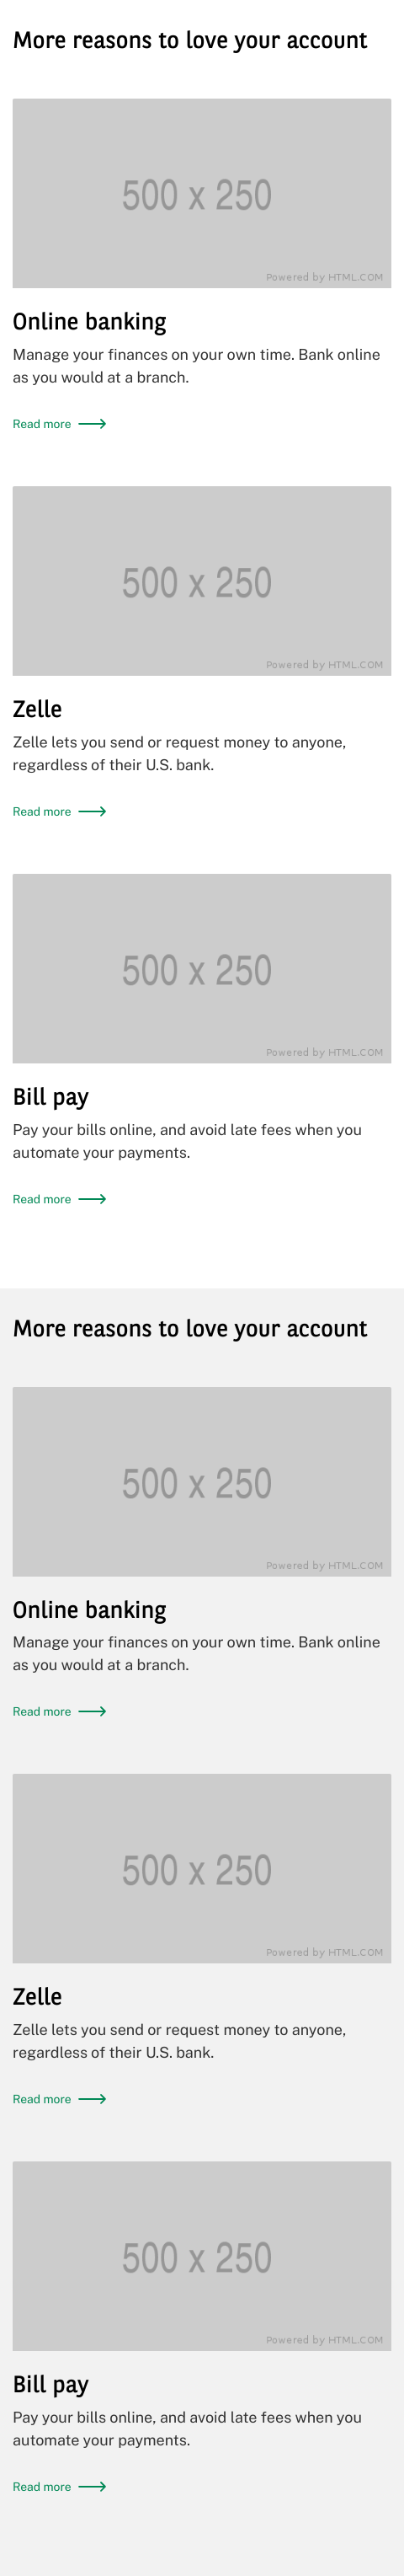 More reasons to love your account
500 x 250
Powered by HTML.COM
Online banking
Manage your finances on your own time. Bank online
as you would at a branch.
Read more
500 x 250
Powered by HTML.COM
Zelle
Zelle lets you send or request money to anyone,
regardless of their U.S. bank.
Read more
500 x 250
Powered by HTML.COM
Bill pay
Pay your bills online, and avoid late fees when you
automate your payments.
Read more
More reasons to love your account
500 x 250
Powered by HTML.COM
Online banking
Manage your finances on your own time. Bank online
as you would at a branch.
Read more
500 x 250
Powered by HTML.COM
Zelle
Zelle lets you send or request money to anyone,
regardless of their U.S. bank.
Read more
500 x 250
Powered by HTML.COM
Bill pay
Pay your bills online, and avoid late fees when you
automate your payments.
Read more